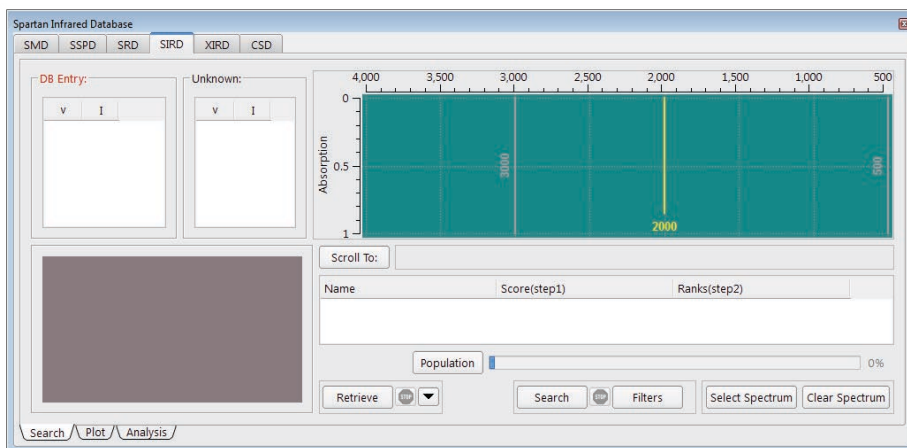 Spartan Infrared Database
SMD SSPD SRD SIRD XIRD CSD
DB Entry: Unknown:
v I v I
4,000 3,500 3,000 2,500 2,000 1,500 1,000 500
0
0.5
1
Absorption
3000
2000
500
Scroll To:
Name Score(step1) Ranks(step2)
Population 0%
Retrieve STOP Search STOP Filters Select Spectrum Clear Spectrum
Search Plot Analysis